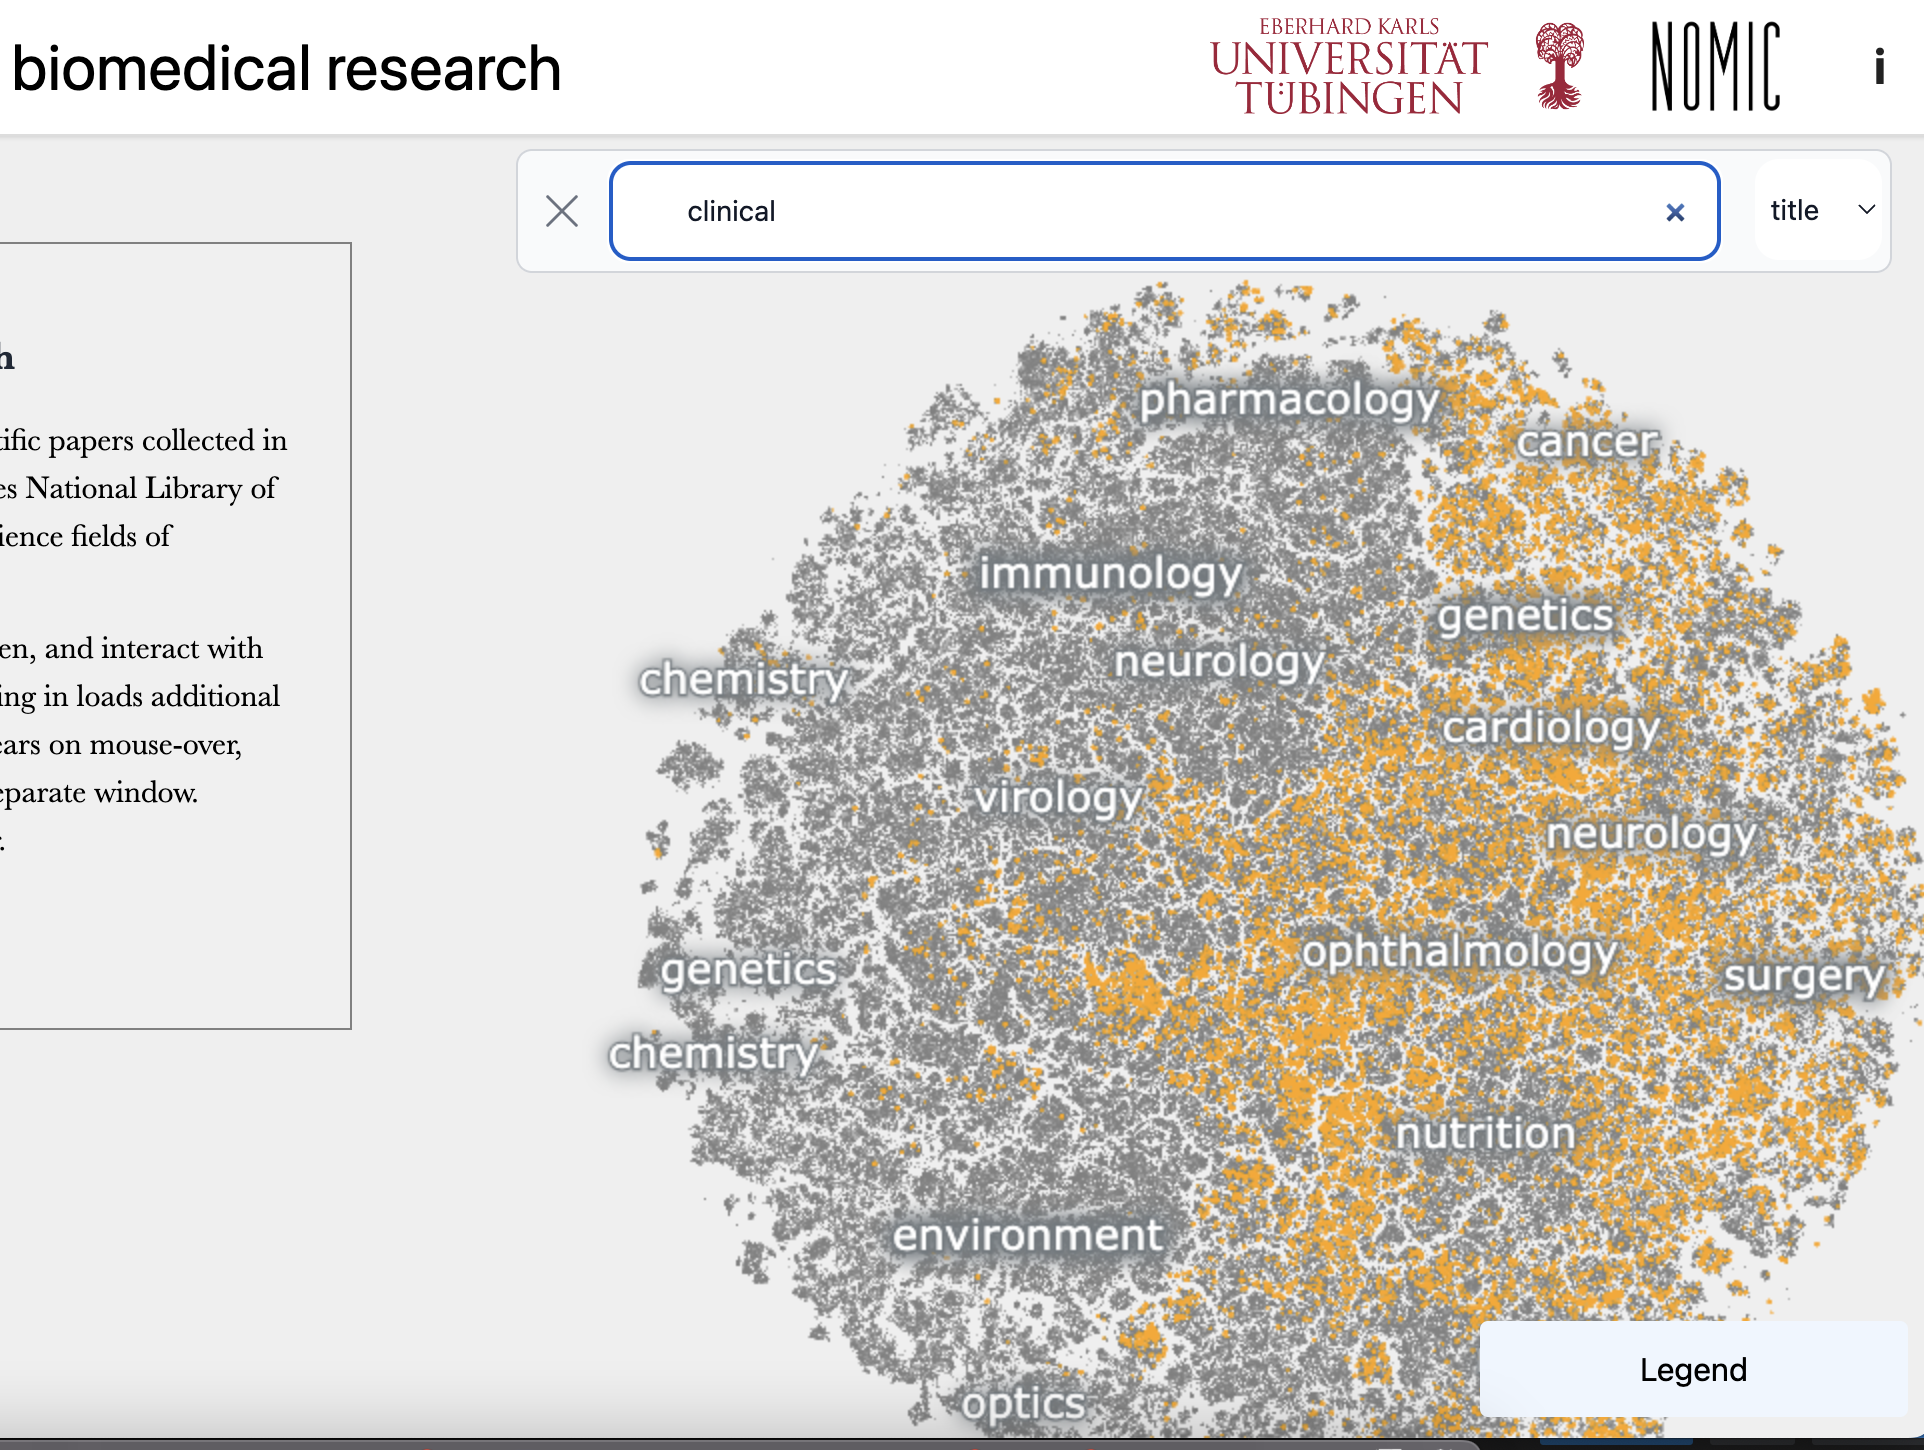 biomedical research
EBERHARD KARLS
UNIVERSITÄT
TÜBINGEN
NOMIC
i
clinical
title
h
tific papers collected in
es National Library of
ience fields of
en, and interact with
ing in loads additional
ears on mouse-over,
eparate window.
r.
pharmacology
cancer
immunology
genetics
neurology
chemistry
cardiology
virology
neurology
ophthalmology
genetics
surgery
chemistry
nutrition
environment
Legend
optics